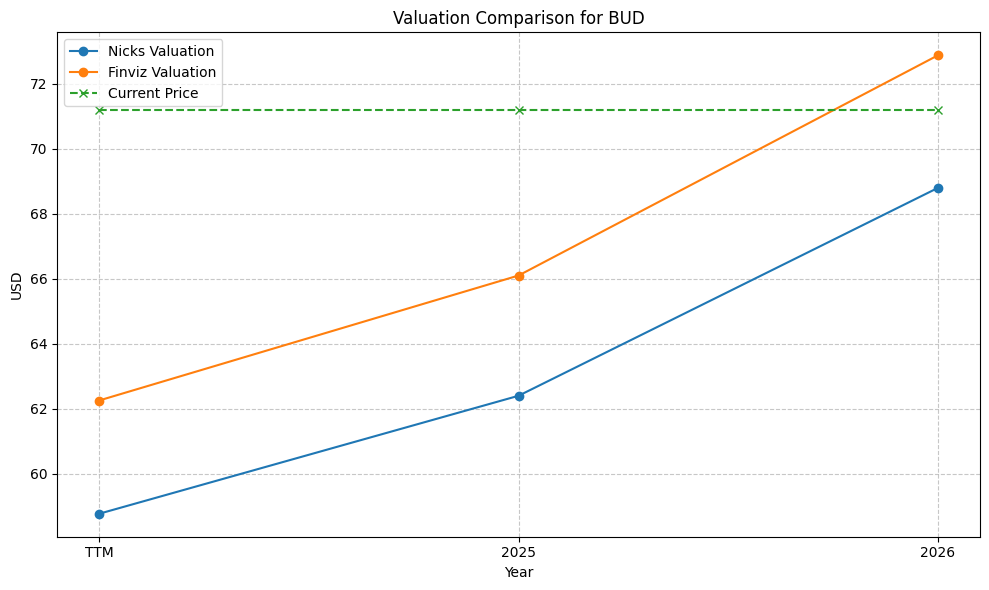 Valuation Comparison for BUD
Nicks Valuation
Finviz Valuation
Current Price
USD
72
70
68
66
64
62
60
TTM
2025
2026
Year